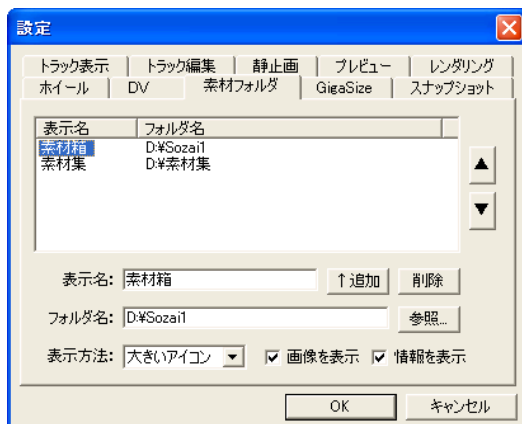 設定
トラック表示 トラック編集 静止画 プレビュー レンダリング
ホイール DV 素材フォルダ GigaSize スナップショット
表示名 フォルダ名
素材箱 D:¥Sozai1
素材集 D:¥素材集
▲
▼
表示名: 素材箱 ↑追加 削除
フォルダ名: D:¥Sozai1 参照...
表示方法: 大きいアイコン 画像を表示 情報を表示
OK キャンセル